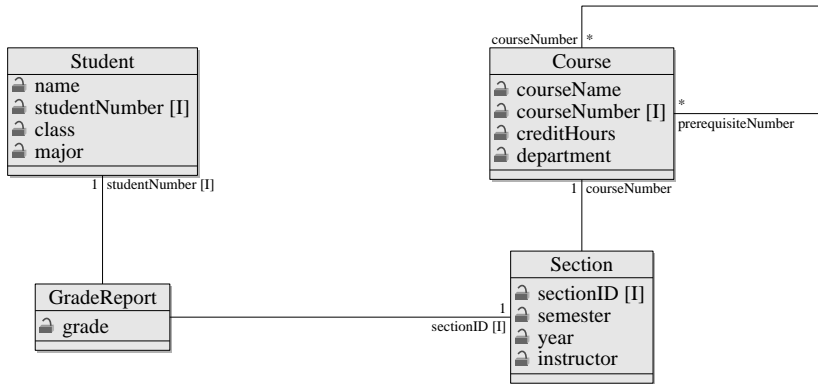 courseNumber *
Student
name
studentNumber [I]
class
major
Course
courseName
courseNumber [I]
creditHours
department
*
prerequisiteNumber
1 studentNumber [I]
1 courseNumber
GradeReport
grade
1
sectionID [I]
Section
sectionID [I]
semester
year
instructor